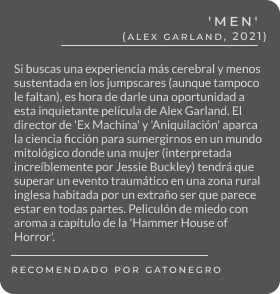 'MEN'
(ALEX GARLAND, 2021)
Si buscas una experiencia más cerebral y menos
sustentada en los jumpscares (aunque tampoco
le faltan), es hora de darle una oportunidad a
esta inquietante película de Alex Garland. El
director de 'Ex Machina' y 'Aniquilación' aparca
la ciencia ficción para sumergirnos en un mundo
mitológico donde una mujer (interpretada
increíblemente por Jessie Buckley) tendrá que
superar un evento traumático en una zona rural
inglesa habitada por un extraño ser que parece
estar en todas partes. Peliculón de miedo con
aroma a capítulo de la 'Hammer House of
Horror'.
RECOMENDADO POR GATONEGRO